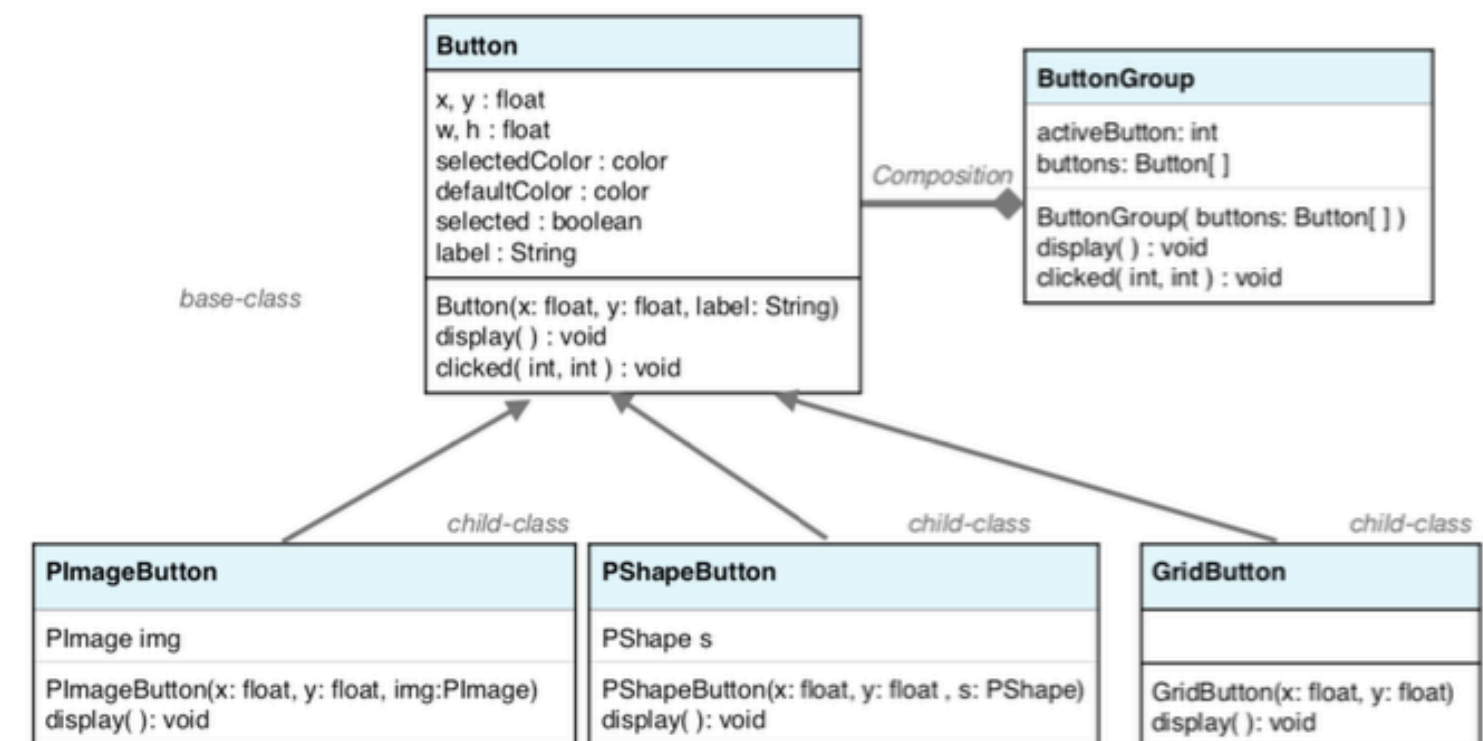 Button
x, y : float
w, h : float
selectedColor : color
defaultColor : color
selected : boolean
label : String
Button(x: float, y: float, label: String)
display( ) : void
clicked( int, int ) : void
ButtonGroup
activeButton: int
buttons: Button[ ]
ButtonGroup( buttons: Button[ ] )
display( ) : void
clicked( int, int ) : void
Composition
base-class
child-class
PImageButton
PImage img
PImageButton(x: float, y: float, img:PImage)
display( ): void
child-class
PShapeButton
PShape s
PShapeButton(x: float, y: float , s: PShape)
display( ): void
child-class
GridButton
GridButton(x: float, y: float)
display( ): void